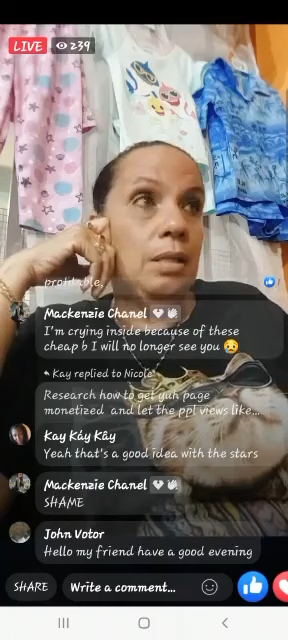 LIVE 239
profitable.
Mackenzie Chanel 💔 👋
I'm crying inside because of these
cheap b I will no longer see you 😥
Kay replied to Nicole
Research how to get yuh page
monetized and let the ppl views like...
Kay Káy Kây
Yeah that's a good idea with the stars
Mackenzie Chanel 💔 👋
SHAME
John Votor
Hello my friend have a good evening
SHARE Write a comment...